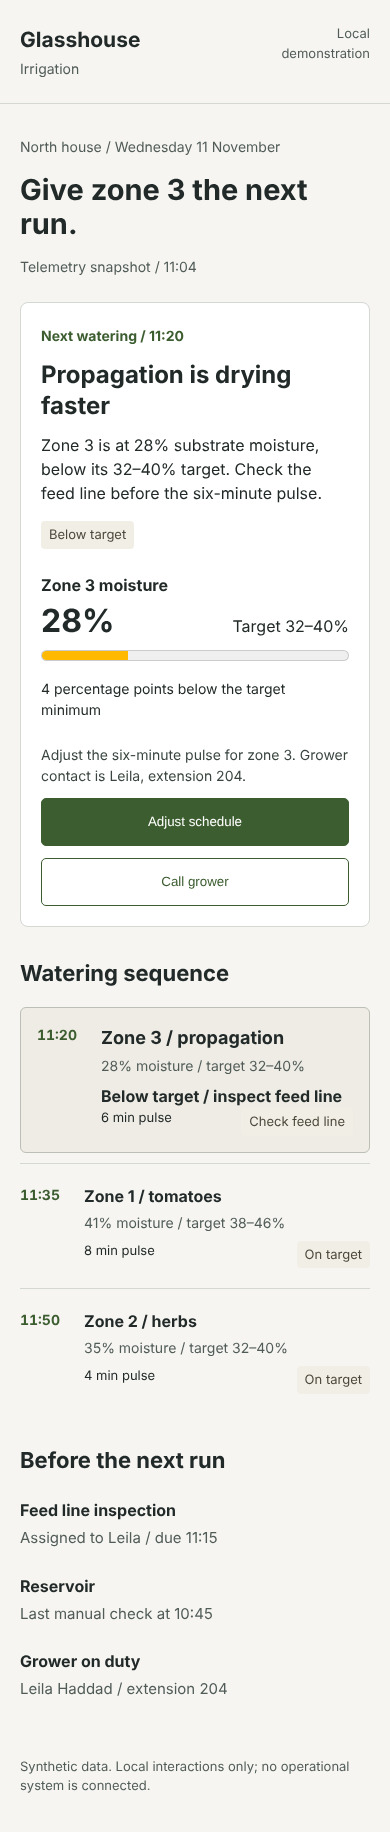 Glasshouse
Irrigation
Local
demonstration
North house / Wednesday 11 November
Give zone 3 the next
run.
Telemetry snapshot / 11:04
Next watering / 11:20
Propagation is drying
faster
Zone 3 is at 28% substrate moisture,
below its 32–40% target. Check the
feed line before the six-minute pulse.
Below target
Zone 3 moisture
28%
Target 32–40%
4 percentage points below the target
minimum
Adjust the six-minute pulse for zone 3. Grower
contact is Leila, extension 204.
Adjust schedule
Call grower
Watering sequence
11:20
Zone 3 / propagation
28% moisture / target 32–40%
Below target / inspect feed line
6 min pulse
Check feed line
11:35
Zone 1 / tomatoes
41% moisture / target 38–46%
8 min pulse
On target
11:50
Zone 2 / herbs
35% moisture / target 32–40%
4 min pulse
On target
Before the next run
Feed line inspection
Assigned to Leila / due 11:15
Reservoir
Last manual check at 10:45
Grower on duty
Leila Haddad / extension 204
Synthetic data. Local interactions only; no operational
system is connected.